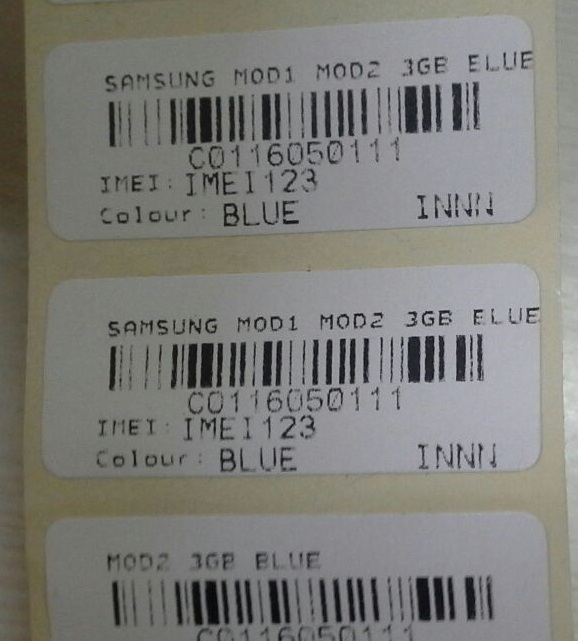 SAMSUNG MOD1 MOD2 3GB BLUE
C0116050111
IMEI: IMEI123
Colour: BLUE INNN
SAMSUNG MOD1 MOD2 3GB BLUE
C0116050111
IMEI: IMEI123
Colour: BLUE INNN
MOD2 3GB BLUE
C0116050111